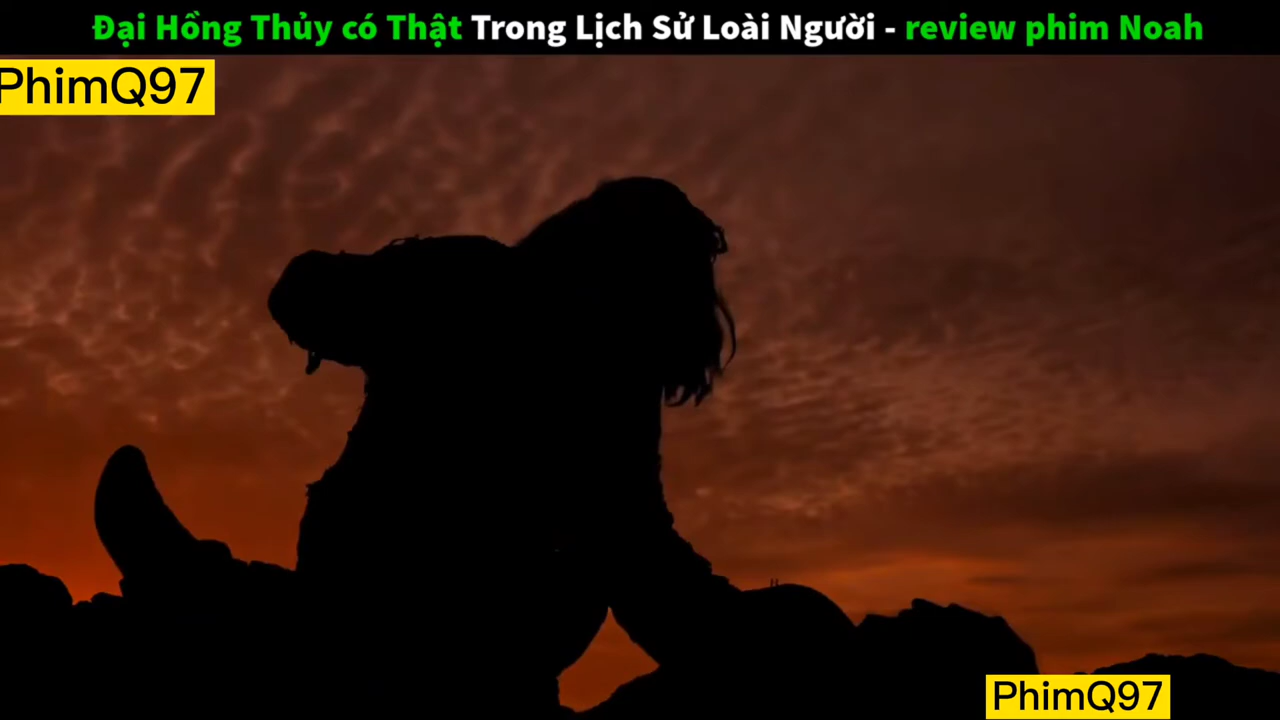 Đại Hồng Thủy có Thật Trong Lịch Sử Loài Người - review phim Noah
PhimQ97
PhimQ97